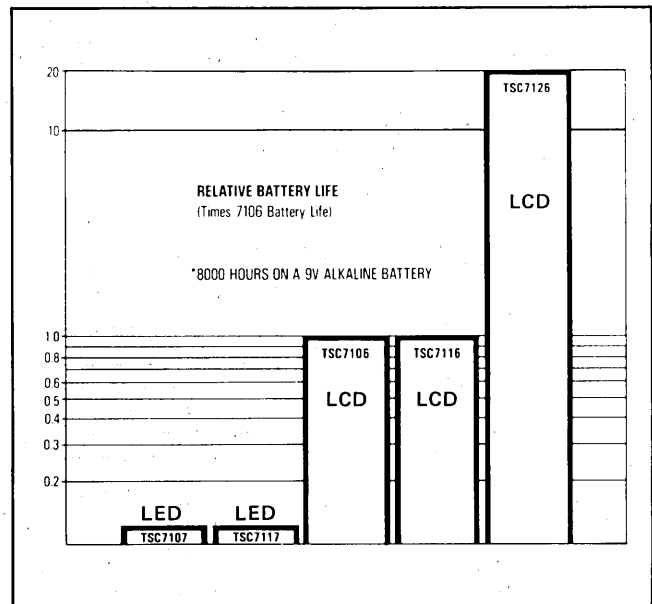 20
TSC7126
10
RELATIVE BATTERY LIFE
(Times 7106 Battery Life)
LCD
*8000 HOURS ON A 9V ALKALINE BATTERY
1.0
TSC7106
TSC7116
0.8
LCD
LCD
0.6
0.5
0.4
0.3
0.2
LED
LED
TSC7107
TSC7117